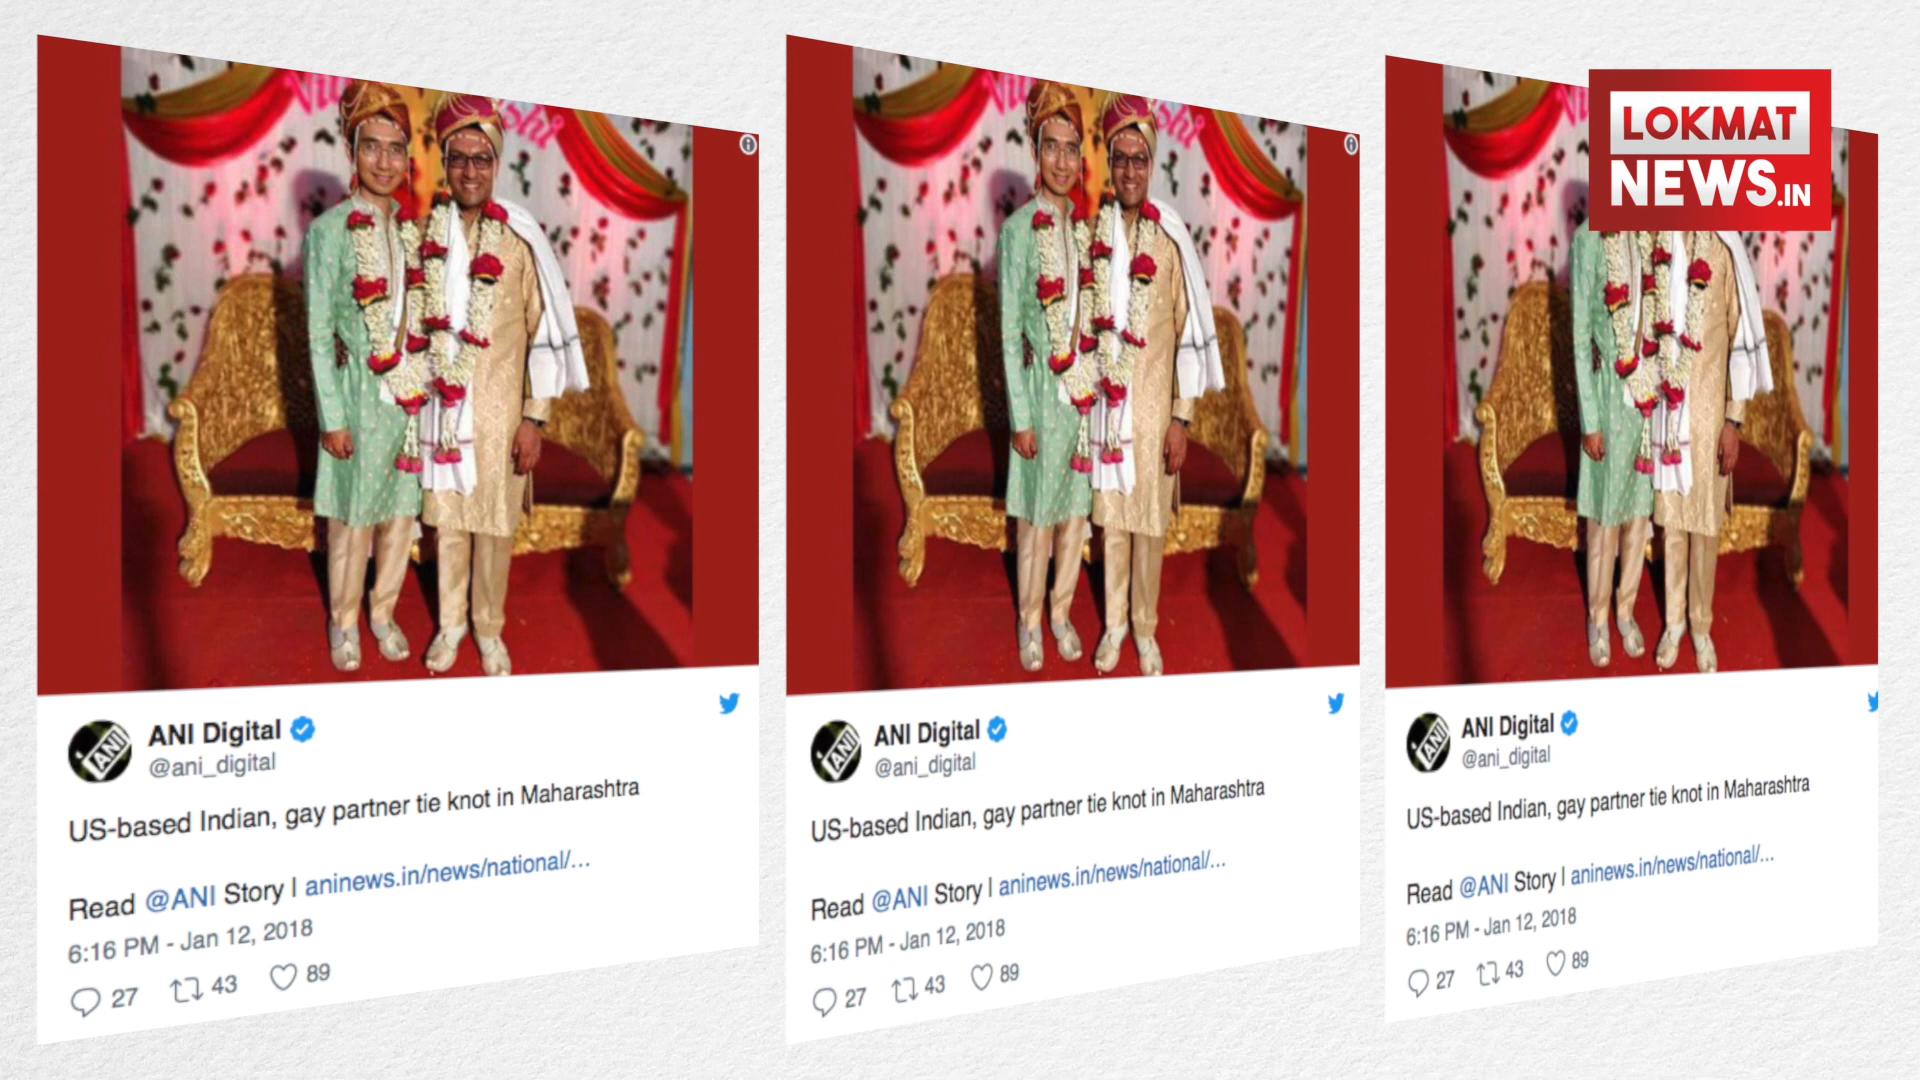 LOKMAT
NEWS.IN
ANI
ANI Digital
@ani_digital
US-based Indian, gay partner tie knot in Maharashtra
Read @ANI Story | aninews.in/news/national/...
6:16 PM - Jan 12, 2018
27 43 89
ANI
ANI Digital
@ani_digital
US-based Indian, gay partner tie knot in Maharashtra
Read @ANI Story | aninews.in/news/national/...
6:16 PM - Jan 12, 2018
27 43 89
ANI
ANI Digital
@ani_digital
US-based Indian, gay partner tie knot in Maharashtra
Read @ANI Story | aninews.in/news/national/...
6:16 PM - Jan 12, 2018
27 43 89